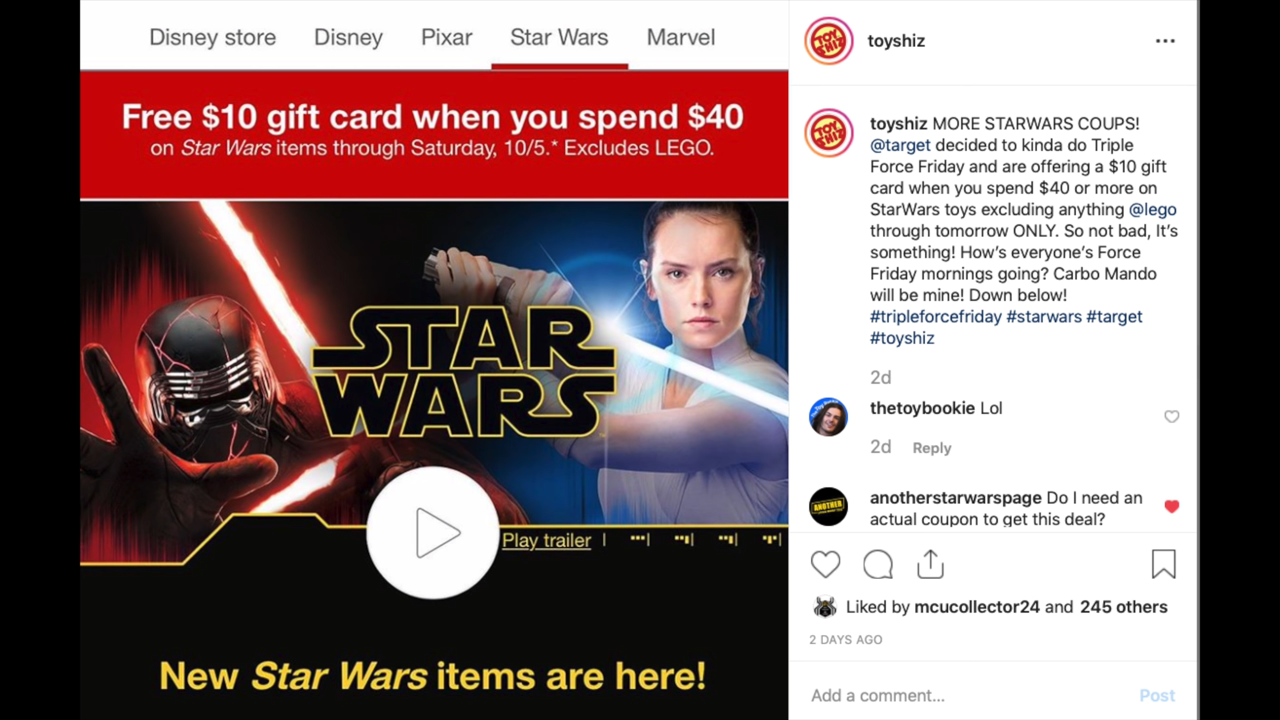 Disney store Disney Pixar Star Wars Marvel
Free $10 gift card when you spend $40
on Star Wars items through Saturday, 10/5.* Excludes LEGO.
STAR
WARS
Play trailer
New Star Wars items are here!
TOY
SHIZ
toyshiz
TOY
SHIZ
toyshiz MORE STARWARS COUPS!
@target decided to kinda do Triple
Force Friday and are offering a $10 gift
card when you spend $40 or more on
StarWars toys excluding anything @lego
through tomorrow ONLY. So not bad, It's
something! How's everyone's Force
Friday mornings going? Carbo Mando
will be mine! Down below!
#tripleforcefriday #starwars #target
#toyshiz
2d
thetoybookie Lol
2d Reply
ANOTHER
anotherstarwarspage Do I need an
actual coupon to get this deal?
Liked by mcucollector24 and 245 others
2 DAYS AGO
Add a comment... Post